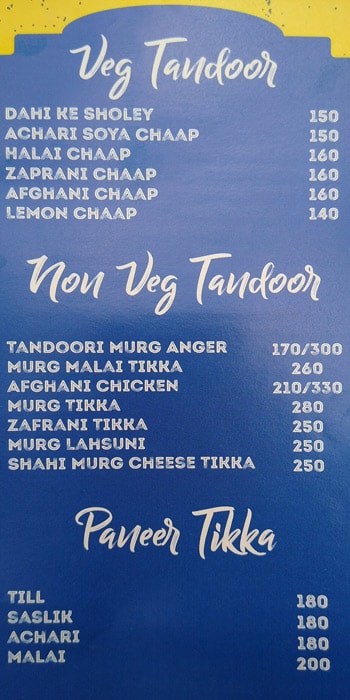 Veg Tandoor
DAHI KE SHOLEY 150
ACHARI SOYA CHAAP 150
HALAI CHAAP 160
ZAPRANI CHAAP 160
AFGHANI CHAAP 160
LEMON CHAAP 140
Non Veg Tandoor
TANDOORI MURG ANGER 170/300
MURG MALAI TIKKA 260
AFGHANI CHICKEN 210/330
MURG TIKKA 280
ZAFRANI TIKKA 250
MURG LAHSUNI 250
SHAHI MURG CHEESE TIKKA 250
Paneer Tikka
TILL 180
SASLIK 180
ACHARI 180
MALAI 200